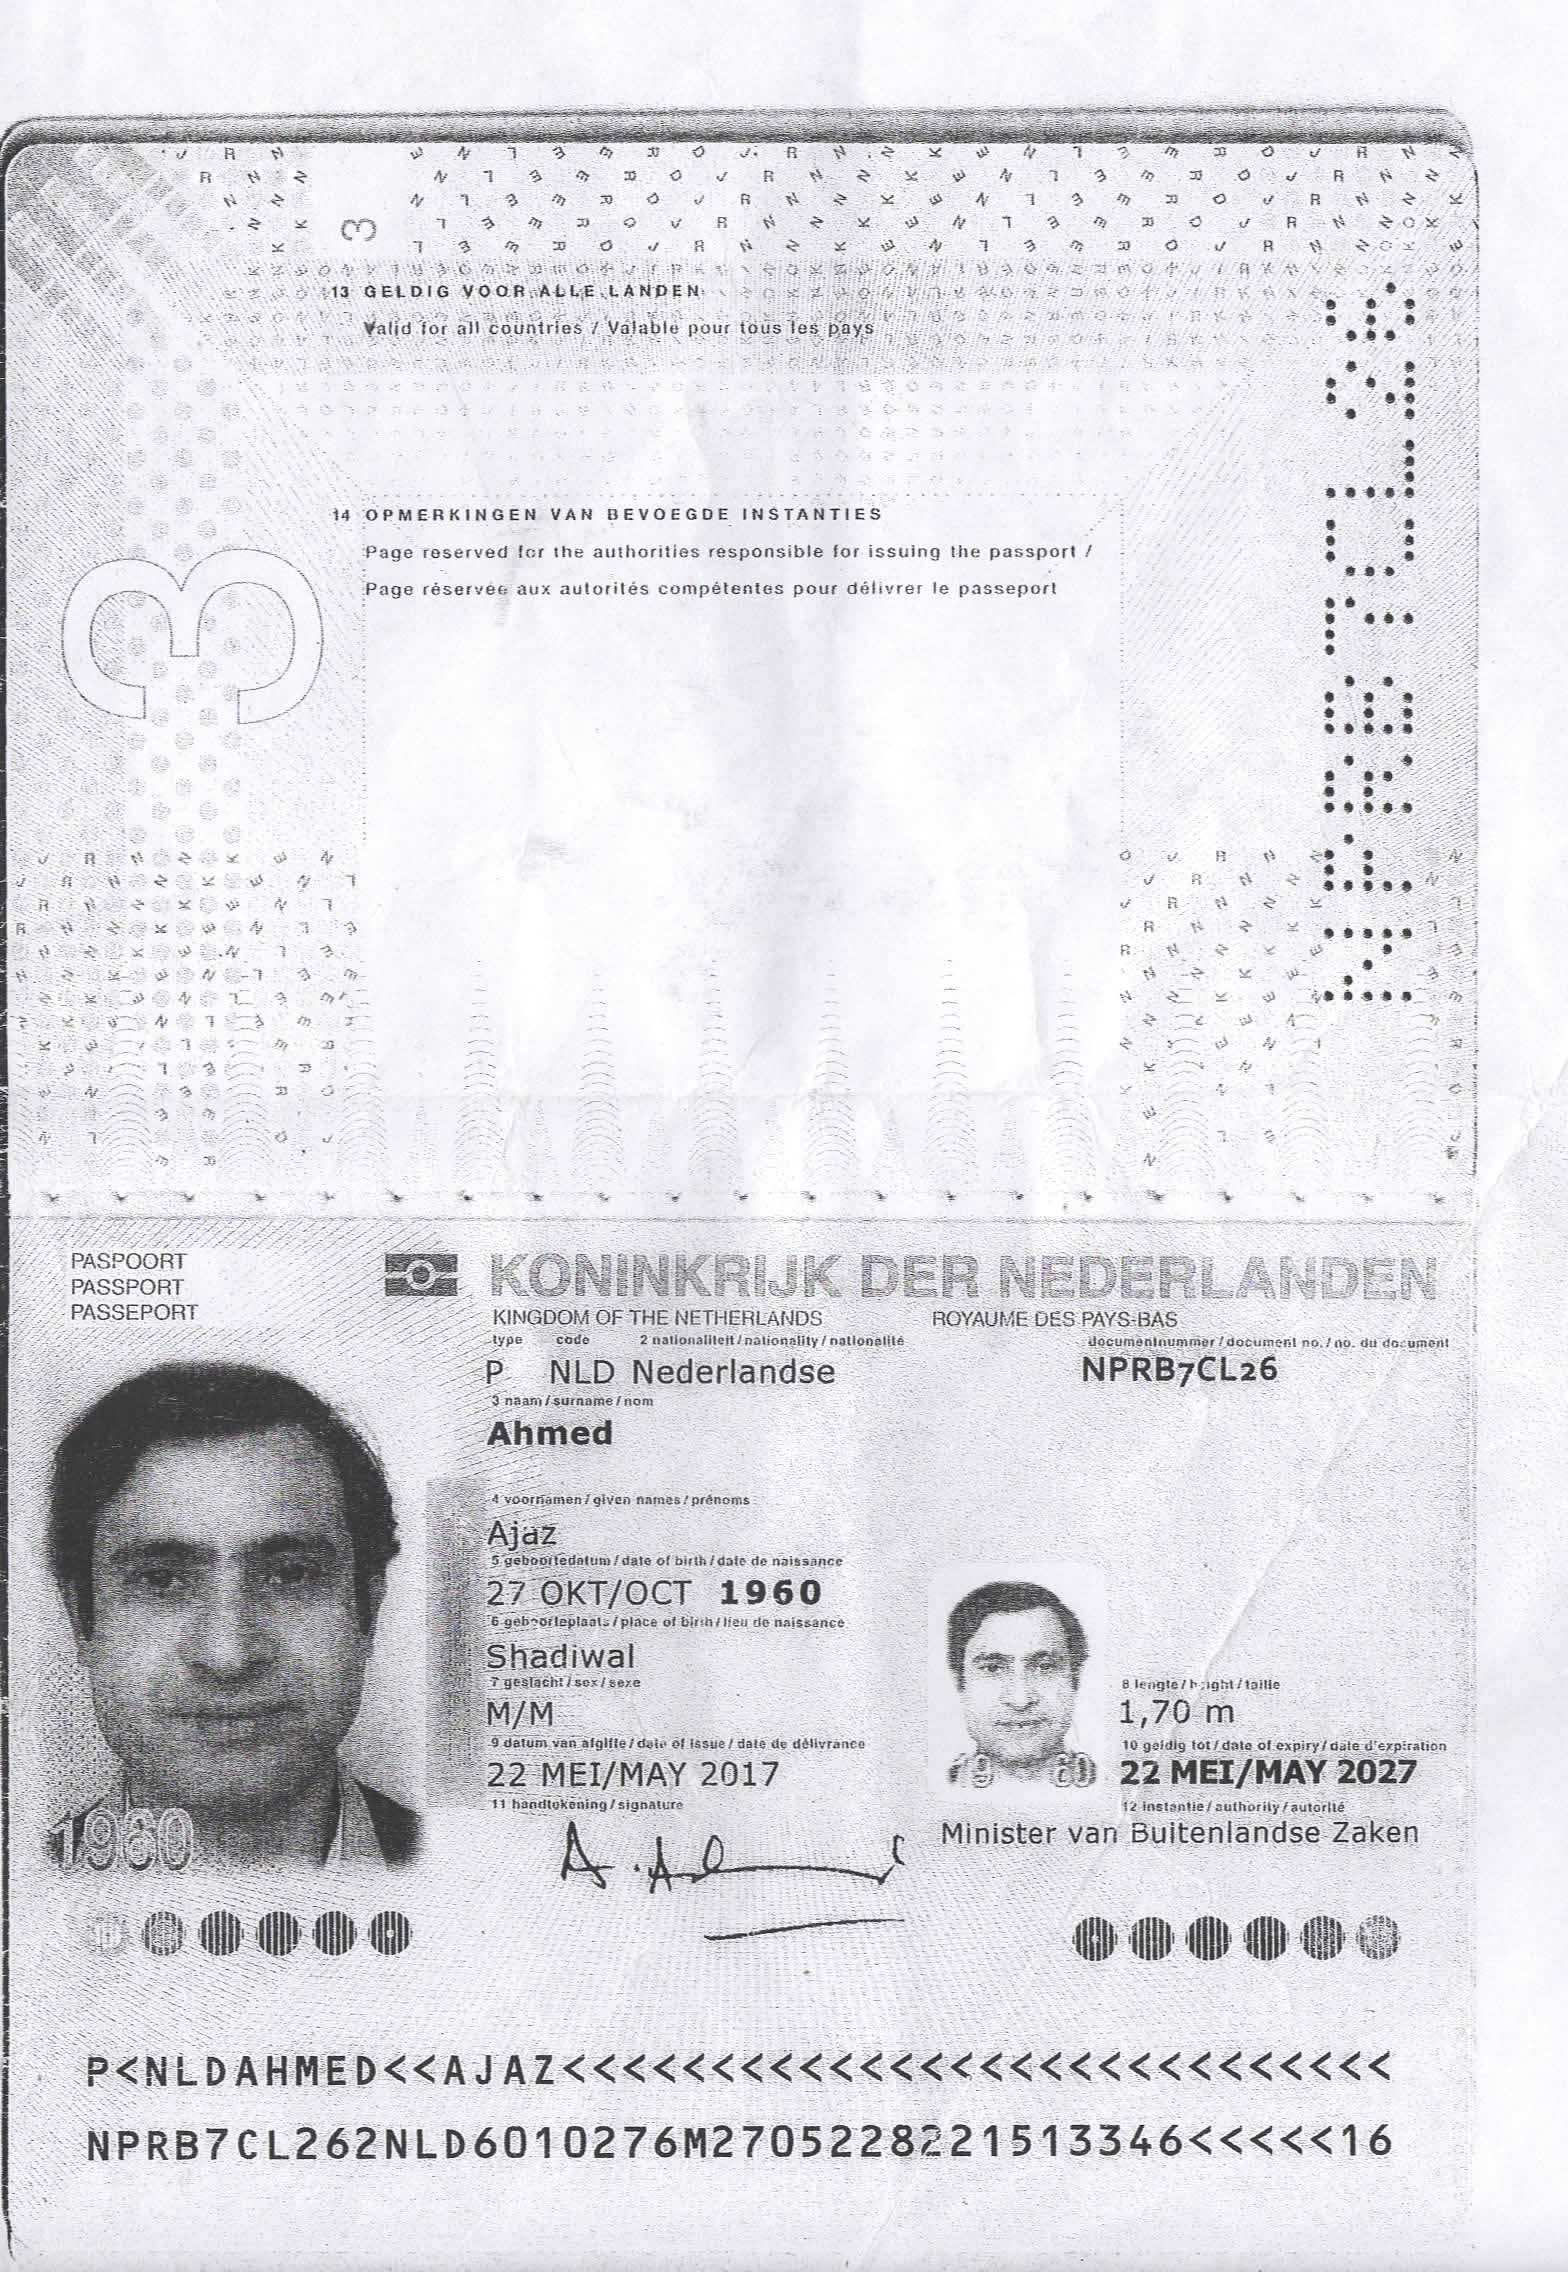 3
13 GELDIG VOOR ALLE LANDEN
Valid for all countries / Valable pour tous les pays
14 OPMERKINGEN VAN BEVOEGDE INSTANTIES
Page reserved for the authorities responsible for issuing the passport /
Page réservée aux autorités compétentes pour délivrer le passeport
3
NPRB7CL26
PASPOORT
PASSPORT
PASSEPORT
KONINKRIJK DER NEDERLANDEN
KINGDOM OF THE NETHERLANDS ROYAUME DES PAYS-BAS
type code 2 nationaliteit / nationality / nationalité documentnummer / document no. / no. du document
P NLD Nederlandse NPRB7CL26
3 naam / surname / nom
Ahmed
4 voornamen / given names / prénoms
Ajaz
5 geboortedatum / date of birth / date de naissance
27 OKT/OCT 1960
6 geboorteplaats / place of birth / lieu de naissance
Shadiwal
7 geslacht / sex / sexe 8 lengte / height / taille
M/M 1,70 m
9 datum van afgifte / date of issue / date de délivrance 10 geldig tot / date of expiry / date d'expiration
22 MEI/MAY 2017 22 MEI/MAY 2027
11 handtekening / signature 12 instantie / authority / autorité
Minister van Buitenlandse Zaken
1960
P<NLDAHMED<<AJAZ<<<<<<<<<<<<<<<<<<<<<<<<<<<<
NPRB7CL262NLD6010276M2705228221513346<<<<<16